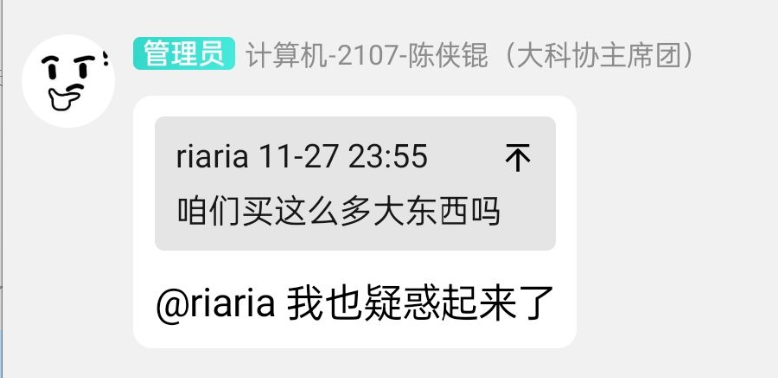 管理员 计算机-2107-陈侠锟（大科协主席团）
riaria 11-27 23:55
咱们买这么多大东西吗
@riaria 我也疑惑起来了